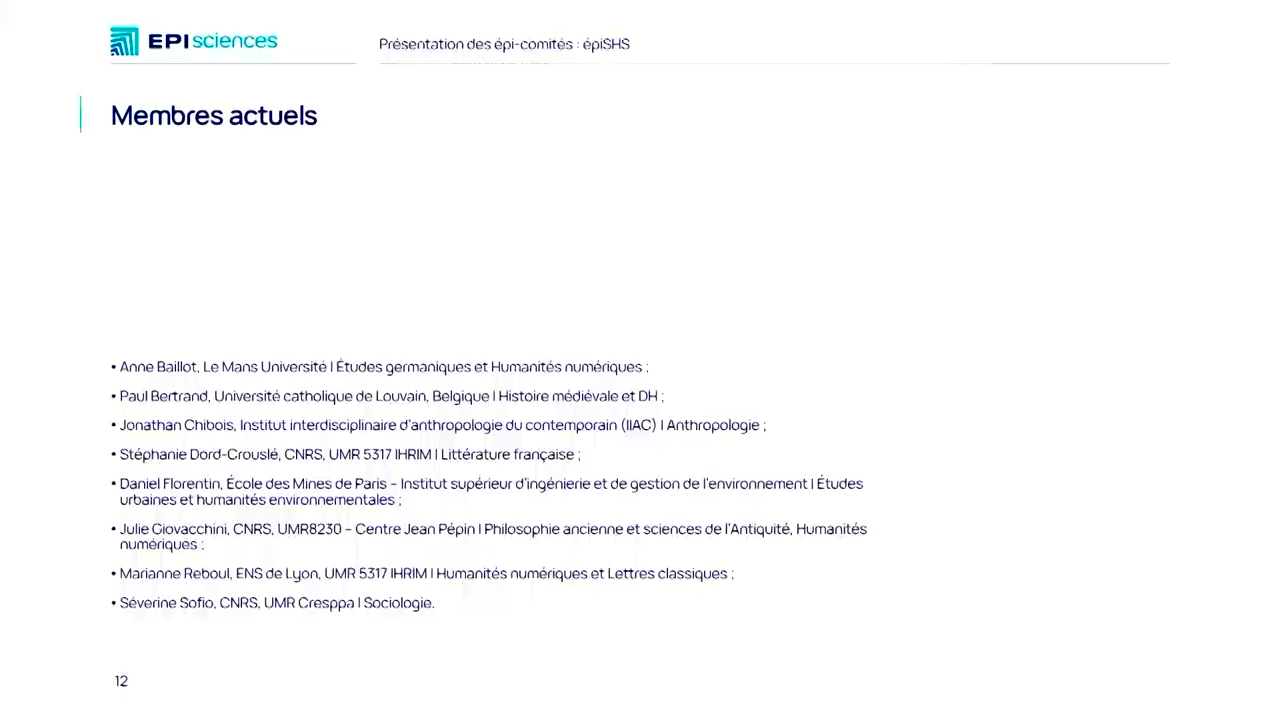 EPIsciences
Présentation des épi-comités : épiSHS
Membres actuels
• Anne Baillot, Le Mans Université | Études germaniques et Humanités numériques ;
• Paul Bertrand, Université catholique de Louvain, Belgique | Histoire médiévale et DH ;
• Jonathan Chibois, Institut interdisciplinaire d'anthropologie du contemporain (IIAC) | Anthropologie ;
• Stéphanie Dord-Crouslé, CNRS, UMR 5317 IHRIM | Littérature française ;
• Daniel Florentin, École des Mines de Paris – Institut supérieur d'ingénierie et de gestion de l'environnement | Études
urbaines et humanités environnementales ;
• Julie Giovacchini, CNRS, UMR8230 – Centre Jean Pépin | Philosophie ancienne et sciences de l'Antiquité, Humanités
numériques ;
• Marianne Reboul, ENS de Lyon, UMR 5317 IHRIM | Humanités numériques et Lettres classiques ;
• Séverine Sofio, CNRS, UMR Cresppa | Sociologie.
12